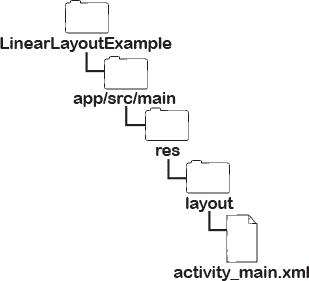 LinearLayoutExample
app/src/main
res
layout
activity_main.xml